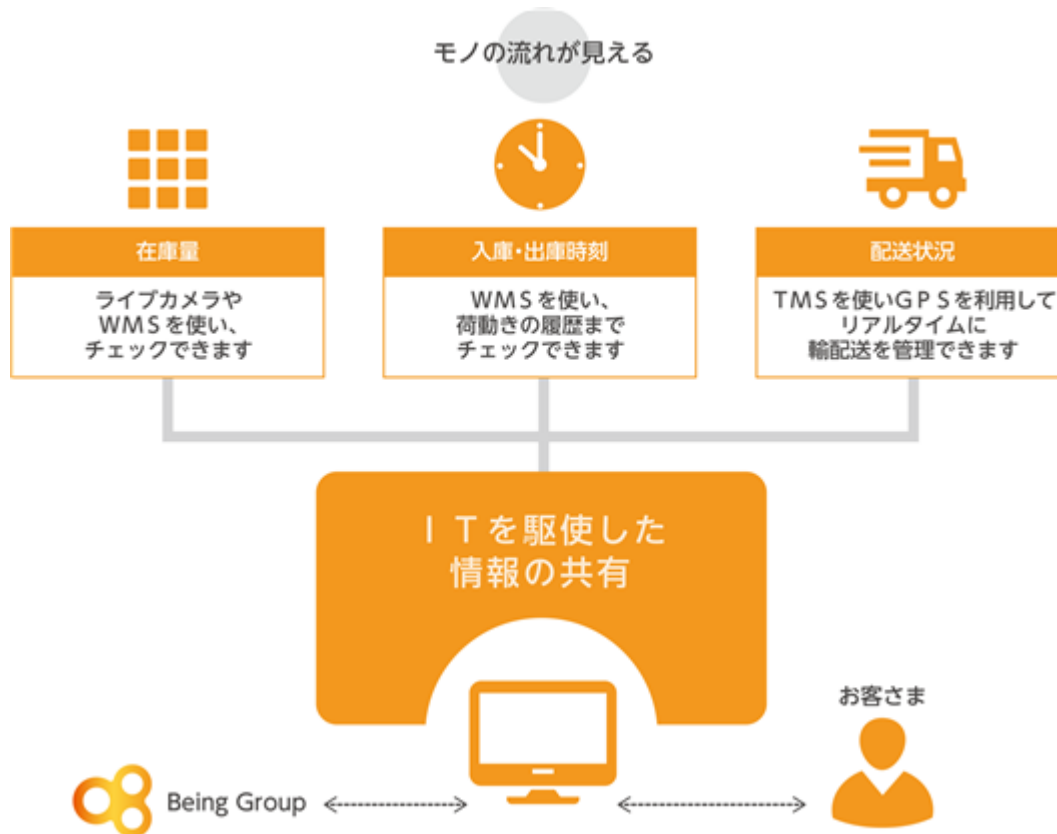 モノの流れが見える
在庫量
ライブカメラや
ＷＭＳを使い、
チェックできます
入庫・出庫時刻
ＷＭＳを使い、
荷動きの履歴まで
チェックできます
配送状況
ＴＭＳを使いＧＰＳを利用して
リアルタイムに
輸配送を管理できます
ＩＴを駆使した
情報の共有
お客さま
Being Group